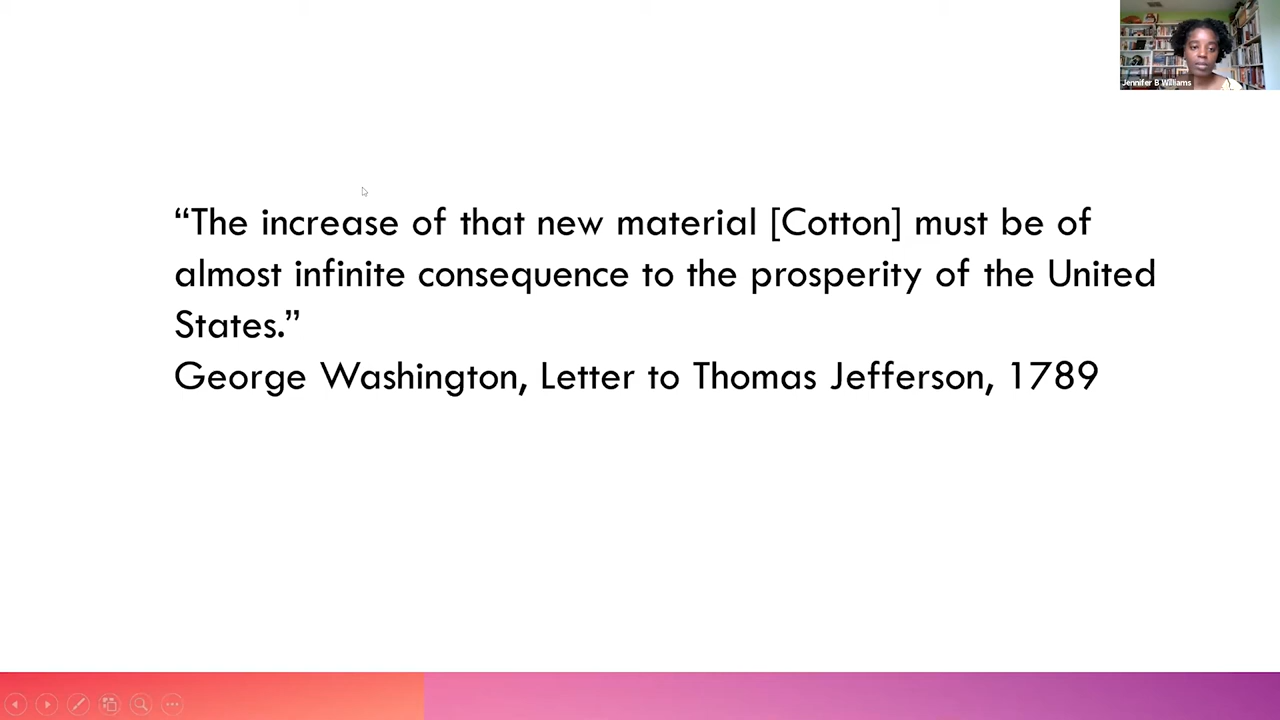 Jennifer B Williams
“The increase of that new material [Cotton] must be of
almost infinite consequence to the prosperity of the United
States.”
George Washington, Letter to Thomas Jefferson, 1789